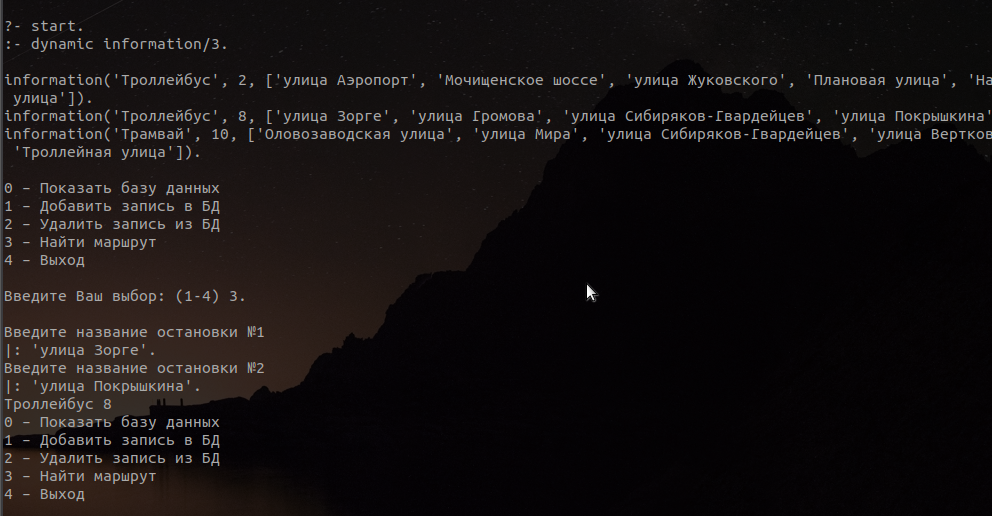 ?- start.
:- dynamic information/3.
information('Троллейбус', 2, ['улица Аэропорт', 'Мочищенское шоссе', 'улица Жуковского', 'Плановая улица', 'На
улица']).
information('Троллейбус', 8, ['улица Зорге', 'улица Громова', 'улица Сибиряков-Гвардейцев', 'улица Покрышкина'
information('Трамвай', 10, ['Оловозаводская улица', 'улица Мира', 'улица Сибиряков-Гвардейцев', 'улица Вертков
'Троллейная улица']).
0 – Показать базу данных
1 – Добавить запись в БД
2 – Удалить запись из БД
3 – Найти маршрут
4 – Выход
Введите Ваш выбор: (1-4) 3.
Введите название остановки №1
|: 'улица Зорге'.
Введите название остановки №2
|: 'улица Покрышкина'.
Троллейбус 8
0 – Показать базу данных
1 – Добавить запись в БД
2 – Удалить запись из БД
3 – Найти маршрут
4 – Выход